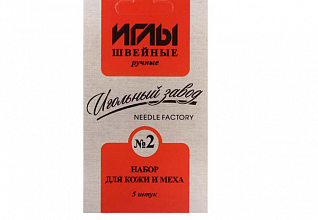 ИГЛЫ
ШВЕЙНЫЕ
ручные
Игольный завод
NEEDLE FACTORY
№2
НАБОР
ДЛЯ КОЖИ И МЕХА
5 штук